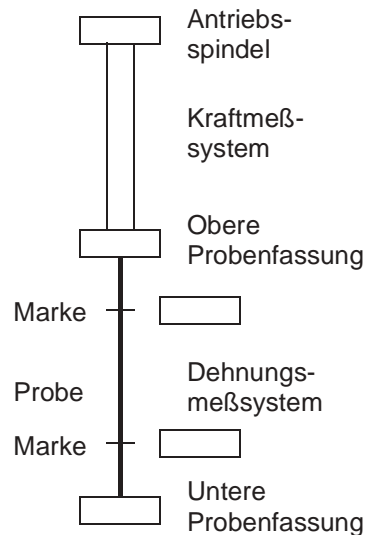 Antriebs-
spindel
Kraftmeß-
system
Obere
Probenfassung
Marke
Dehnungs-
meßsystem
Probe
Marke
Untere
Probenfassung